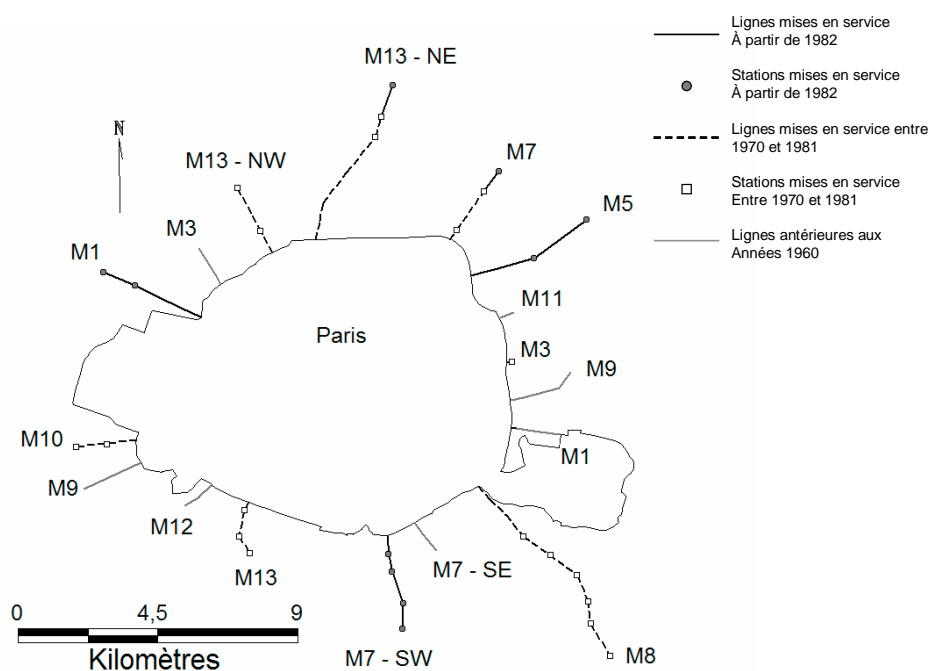 Lignes mises en service
À partir de 1982
Stations mises en service
À partir de 1982
Lignes mises en service entre
1970 et 1981
Stations mises en service
Entre 1970 et 1981
Lignes antérieures aux
Années 1960
N
M13 - NE
M13 - NW
M7
M5
M3
M1
M11
Paris
M3
M9
M10
M1
M9
M12
M13
M7 - SE
M7 - SW
M8
0
4,5
9
Kilomètres